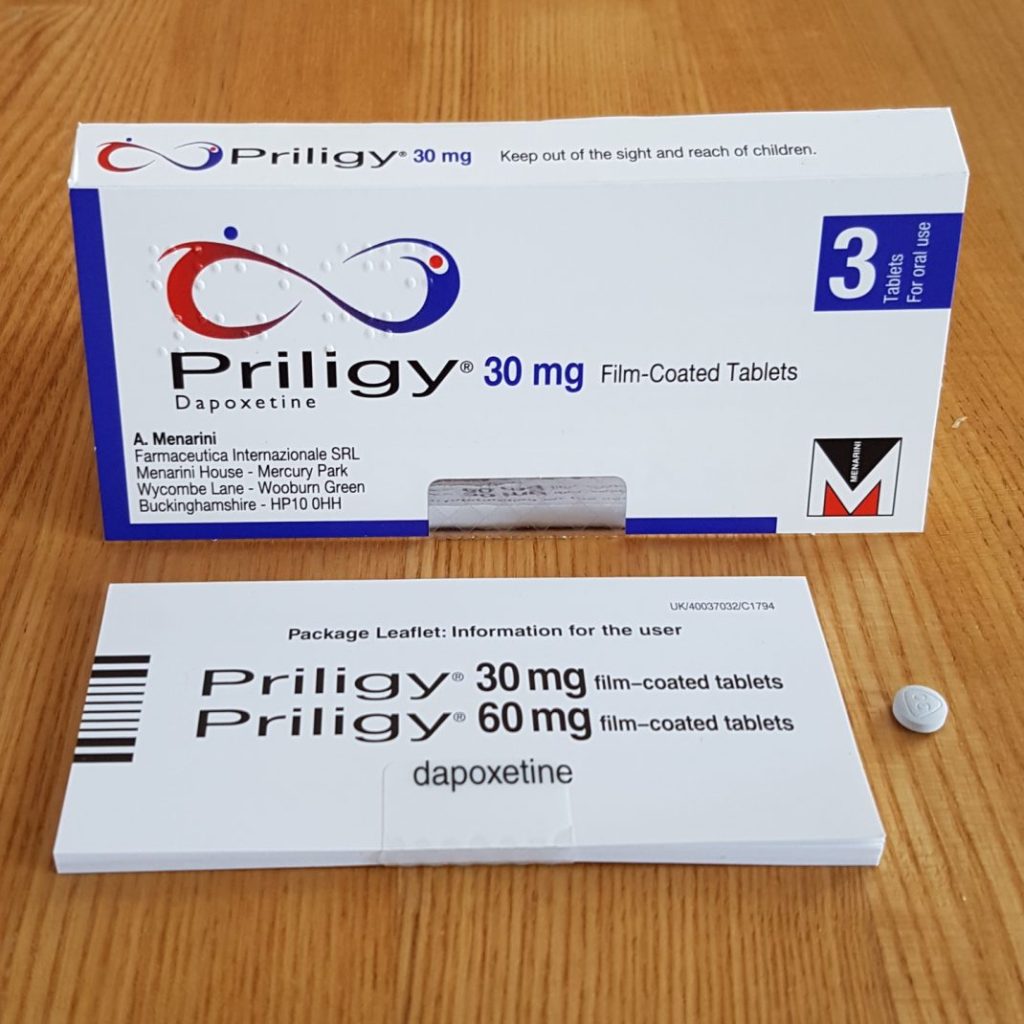 Priligy® 30 mg Keep out of the sight and reach of children.
3
Tablets
For oral use
Priligy® 30 mg Film-Coated Tablets
Dapoxetine
A. Menarini
Farmaceutica Internazionale SRL
Menarini House - Mercury Park
Wycombe Lane - Wooburn Green
Buckinghamshire - HP10 0HH
MENARINI
UK/40037032/C1794
Package Leaflet: Information for the user
Priligy® 30 mg film-coated tablets
Priligy® 60 mg film-coated tablets
dapoxetine